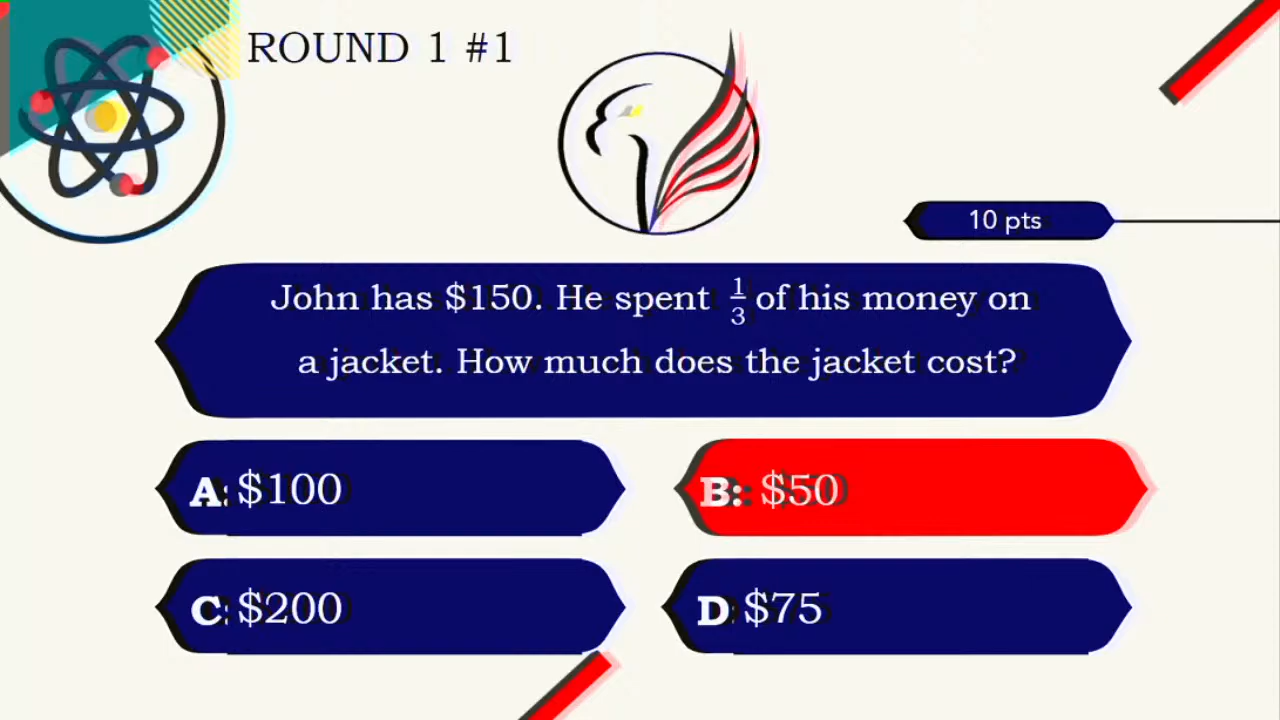 ROUND 1 #1
10 pts
John has $150. He spent 1/3 of his money on
a jacket. How much does the jacket cost?
A: $100
B: $50
C: $200
D: $75